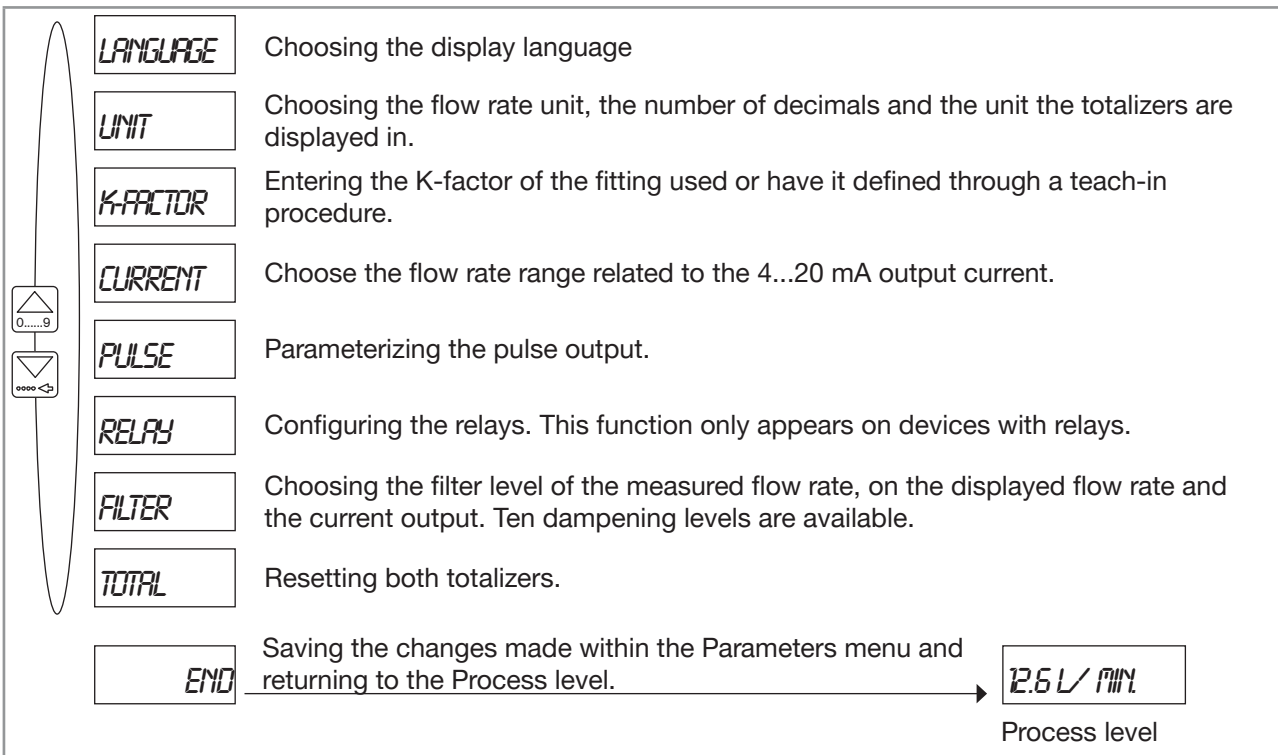 LANGUAGE Choosing the display language
UNIT Choosing the flow rate unit, the number of decimals and the unit the totalizers are
displayed in.
K-FACTOR Entering the K-factor of the fitting used or have it defined through a teach-in
procedure.
CURRENT Choose the flow rate range related to the 4...20 mA output current.
0......9
PULSE Parameterizing the pulse output.
RELAY Configuring the relays. This function only appears on devices with relays.
FILTER Choosing the filter level of the measured flow rate, on the displayed flow rate and
the current output. Ten dampening levels are available.
TOTAL Resetting both totalizers.
END Saving the changes made within the Parameters menu and
returning to the Process level.
12.6 L/ MIN.
Process level